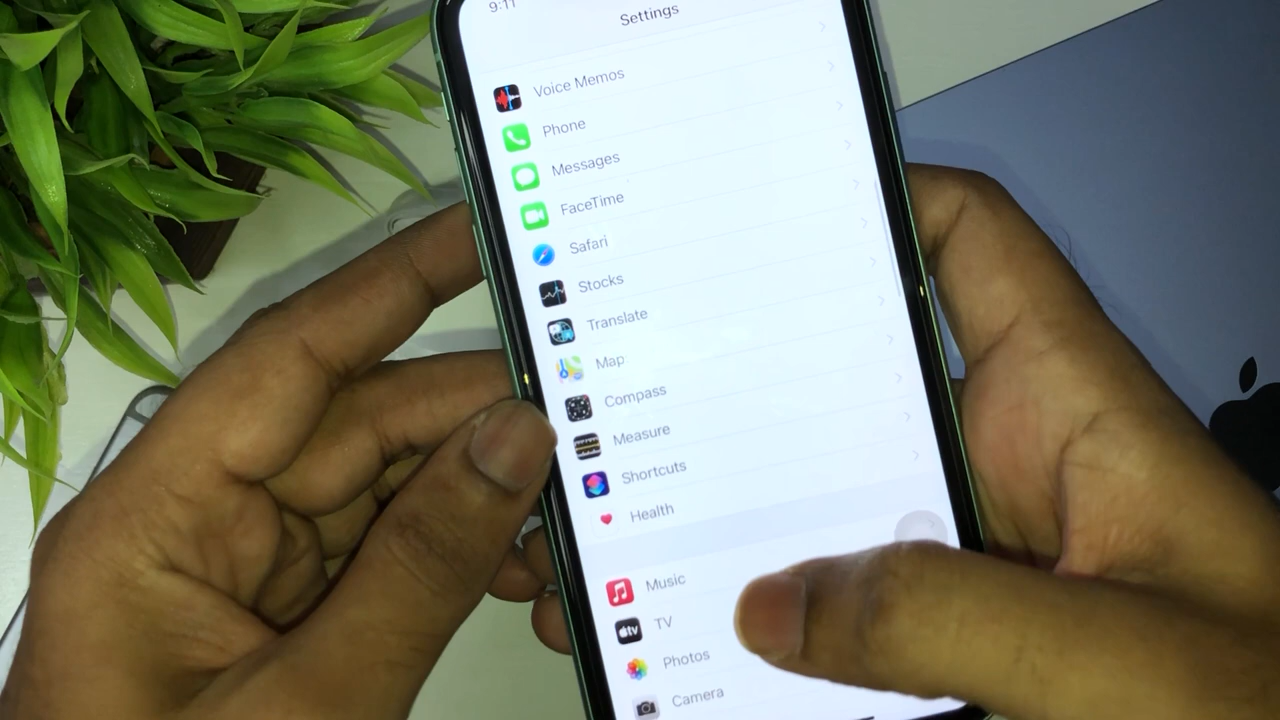 9:11
Settings
Voice Memos
Phone
Messages
FaceTime
Safari
Stocks
Translate
Map
Compass
Measure
Shortcuts
Health
Music
tv
TV
Photos
Camera